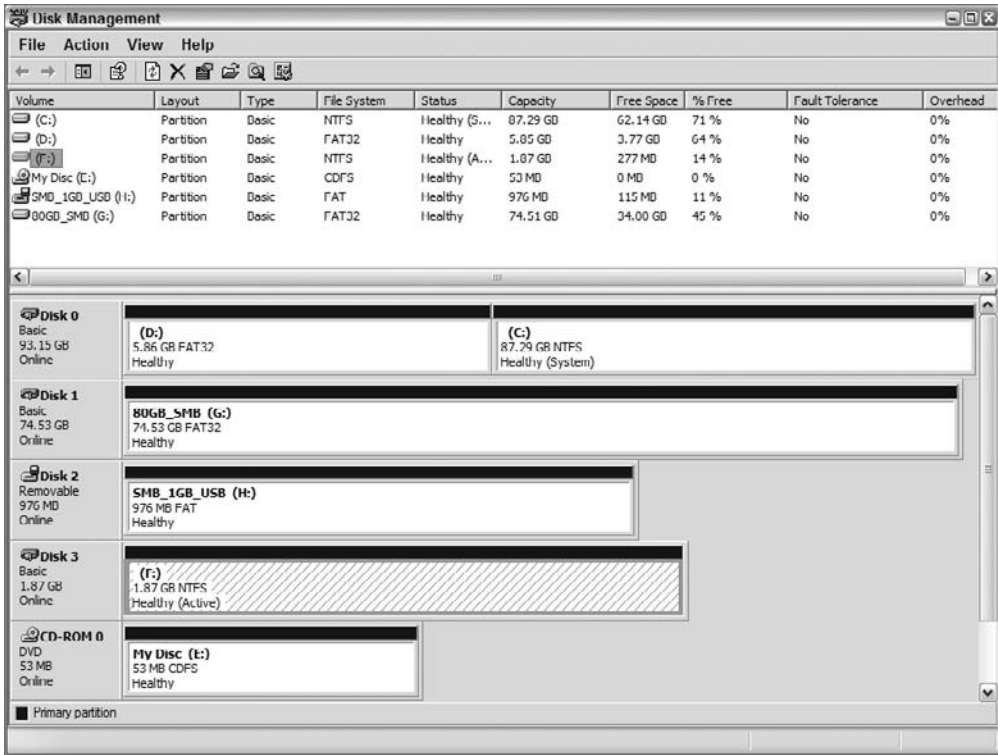 Disk Management
File Action View Help
Volume Layout Type File System Status Capacity Free Space % Free Fault Tolerance Overhead
(C:) Partition Basic NTFS Healthy (S... 87.29 GB 62.14 GB 71 % No 0%
(D:) Partition Basic FAT32 Healthy 5.85 GB 3.77 GB 64 % No 0%
(F:) Partition Basic NTFS Healthy (A... 1.87 GB 277 MB 14 % No 0%
My Disc (E:) Partition Basic CDFS Healthy 53 MB 0 MB 0 % No 0%
SMB_1GB_USB (H:) Partition Basic FAT Healthy 976 MB 115 MB 11 % No 0%
80GB_SMB (G:) Partition Basic FAT32 Healthy 74.51 GB 34.00 GB 45 % No 0%
Disk 0
Basic
93.15 GB
Online
(D:)
5.86 GB FAT32
Healthy
(C:)
87.29 GB NTFS
Healthy (System)
Disk 1
Basic
74.53 GB
Online
80GB_SMB (G:)
74.53 GB FAT32
Healthy
Disk 2
Removable
976 MB
Online
SMB_1GB_USB (H:)
976 MB FAT
Healthy
Disk 3
Basic
1.87 GB
Online
(F:)
1.87 GB NTFS
Healthy (Active)
CD-ROM 0
DVD
53 MB
Online
My Disc (E:)
53 MB CDFS
Healthy
Primary partition